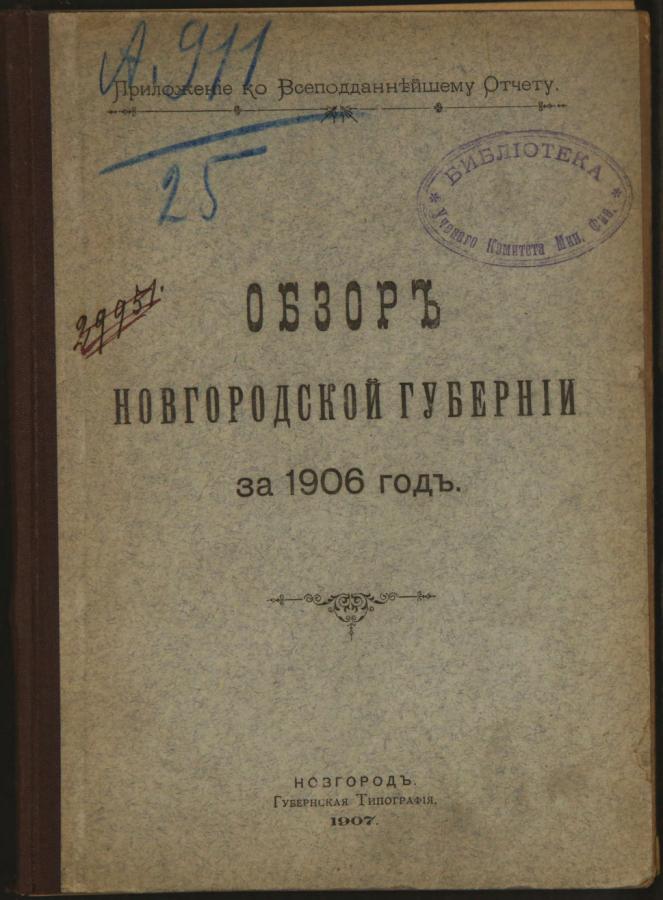 А. 911
25
Приложеніе ко Всеподданнѣйшему Отчету.
БИБЛІОТЕКА
Ученаго Комитета Мин. Фин.
29951.
ОБЗОРЪ
НОВГОРОДСКОЙ ГУБЕРНІИ
за 1906 годъ.
НОВГОРОДЪ.
Губернская Типографія.
1907.